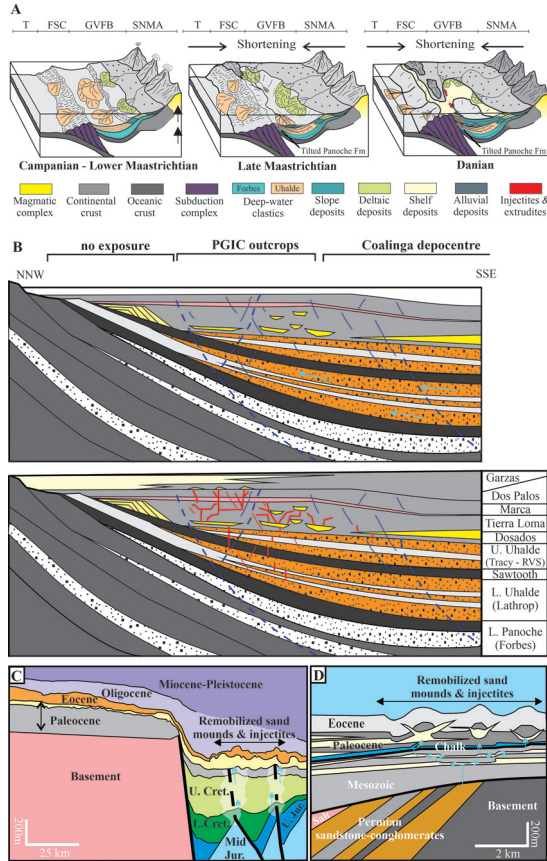 A
T FSC GVFB SNMA
T FSC GVFB SNMA
T FSC GVFB SNMA
Shortening
Shortening
Tilted Panoche Fm
Tilted Panoche Fm
Campanian - Lower Maastrichtian
Late Maastrichtian
Danian
Forbes
Uhalde
Magmatic complex
Continental crust
Oceanic crust
Subduction complex
Deep-water clastics
Slope deposits
Deltaic deposits
Shelf deposits
Alluvial deposits
Injectites & extrudites
B
no exposure
PGIC outcrops
Coalinga depocentre
NNW
SSE
Garzas
Dos Palos
Marca
Tierra Loma
Dosados
U. Uhalde
(Tracy - RVS)
Sawtooth
L. Uhalde
(Lathrop)
L. Panoche
(Forbes)
C
Miocene-Pleistocene
Oligocene
Eocene
Paleocene
Remobilized sand
mounds & injectites
Basement
U. Cret.
L. Cret.
U. Jur.
Mid
Jur.
200m
25 km
D
Remobilized sand
mounds & injectites
Eocene
Paleocene
Chalk
Mesozoic
Salt
Permian
sandstone-conglomerates
Basement
200m
200m
2 km